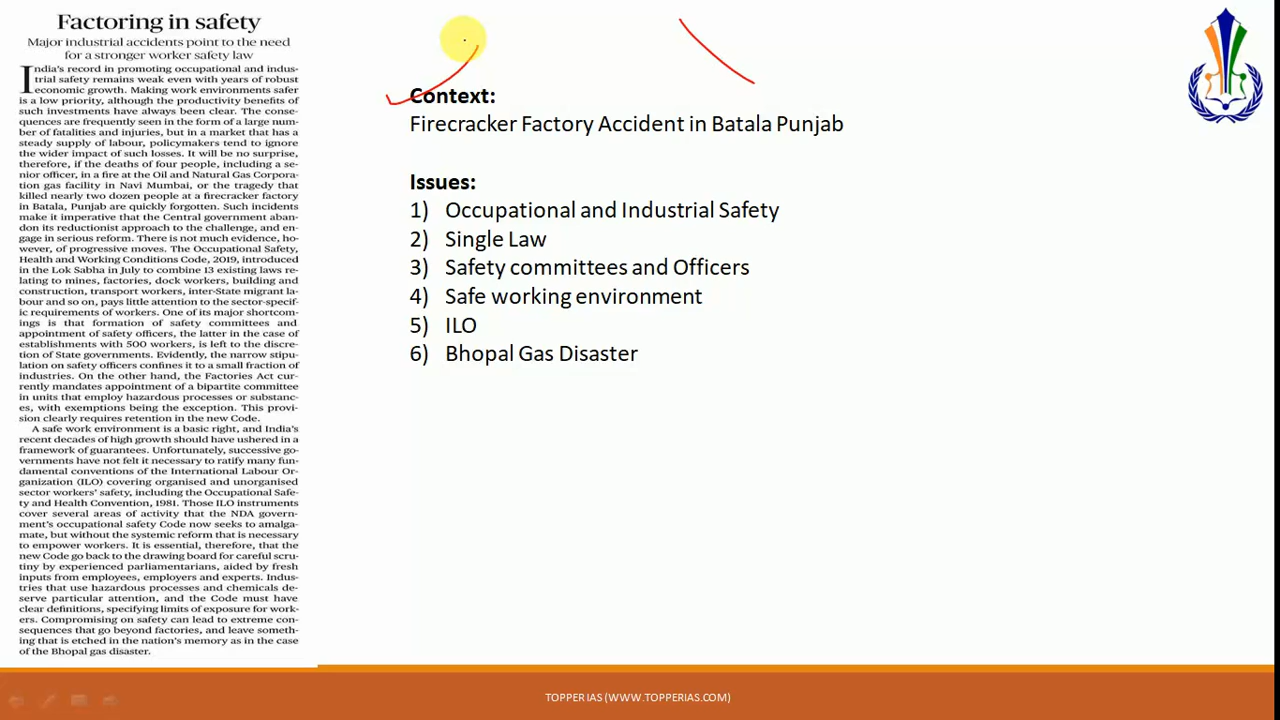 Factoring in safety
Major industrial accidents point to the need
for a stronger worker safety law
India's record in promoting occupational and indus-
trial safety remains weak even with years of robust
economic growth. Making work environments safer
is a low priority, although the productivity benefits of
such investments have always been clear. The conse-
quences are frequently seen in the form of a large num-
ber of fatalities and injuries, but in a market that has a
steady supply of labour, policymakers tend to ignore
the wider impact of such losses. It will be no surprise,
therefore, if the deaths of four people, including a se-
nior officer, in a fire at the Oil and Natural Gas Corpora-
tion gas facility in Navi Mumbai, or the tragedy that
killed nearly two dozen people at a firecracker factory
in Batala, Punjab are quickly forgotten. Such incidents
make it imperative that the Central government aban-
don its reductionist approach to the challenge, and en-
gage in serious reform. There is not much evidence, ho-
wever, of progressive moves. The Occupational Safety,
Health and Working Conditions Code, 2019, introduced
in the Lok Sabha in July to combine 13 existing laws re-
lating to mines, factories, dock workers, building and
construction, transport workers, inter-State migrant la-
bour and so on, pays little attention to the sector-specif-
ic requirements of workers. One of its major shortcom-
ings is that formation of safety committees and
appointment of safety officers, the latter in the case of
establishments with 500 workers, is left to the discre-
tion of State governments. Evidently, the narrow stipu-
lation on safety officers confines it to a small fraction of
industries. On the other hand, the Factories Act cur-
rently mandates appointment of a bipartite committee
in units that employ hazardous processes or substanc-
es, with exemptions being the exception. This provi-
sion clearly requires retention in the new Code.
A safe work environment is a basic right, and India's
recent decades of high growth should have ushered in a
framework of guarantees. Unfortunately, successive go-
vernments have not felt it necessary to ratify many fun-
damental conventions of the International Labour Or-
ganization (ILO) covering organised and unorganised
sector workers' safety, including the Occupational Safe-
ty and Health Convention, 1981. Those ILO instruments
cover several areas of activity that the NDA govern-
ment's occupational safety Code now seeks to amalga-
mate, but without the systemic reform that is necessary
to empower workers. It is essential, therefore, that the
new Code go back to the drawing board for careful scru-
tiny by experienced parliamentarians, aided by fresh
inputs from employees, employers and experts. Indus-
tries that use hazardous processes and chemicals de-
serve particular attention, and the Code must have
clear definitions, specifying limits of exposure for work-
ers. Compromising on safety can lead to extreme con-
sequences that go beyond factories, and leave someth-
ing that is etched in the nation's memory as in the case
of the Bhopal gas disaster.
Context:
Firecracker Factory Accident in Batala Punjab
Issues:
1) Occupational and Industrial Safety
2) Single Law
3) Safety committees and Officers
4) Safe working environment
5) ILO
6) Bhopal Gas Disaster
TOPPER IAS (WWW.TOPPERIAS.COM)